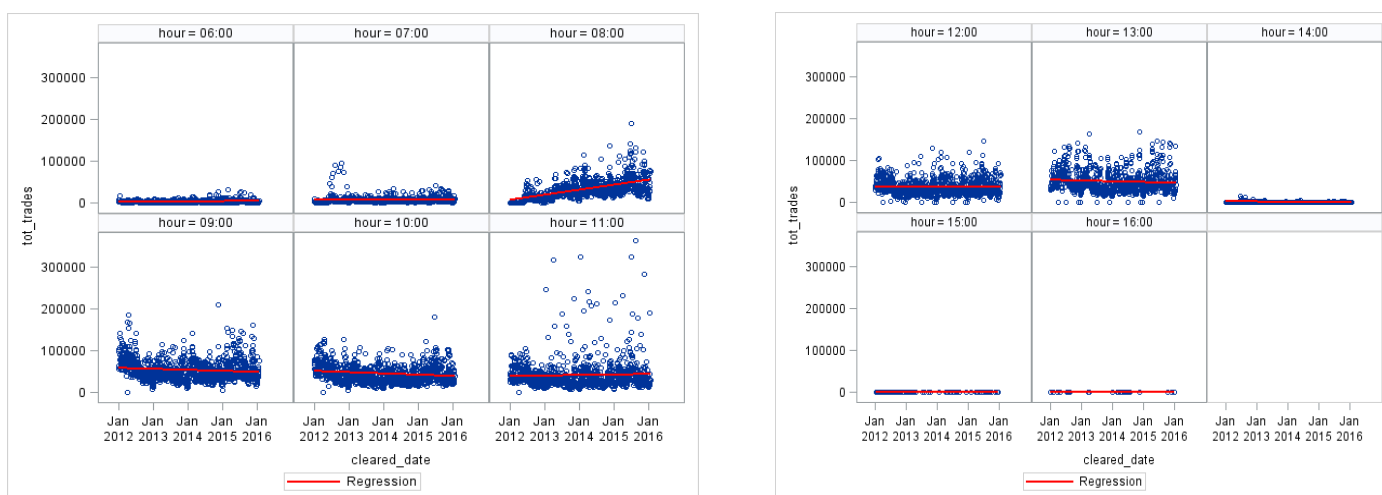 hour = 06:00 hour = 07:00 hour = 08:00
300000
200000
100000
0
hour = 09:00 hour = 10:00 hour = 11:00
300000
200000
100000
0
tot_trades
Jan Jan Jan Jan Jan Jan Jan Jan Jan Jan Jan Jan Jan Jan Jan
2012 2013 2014 2015 2016 2012 2013 2014 2015 2016 2012 2013 2014 2015 2016
cleared_date
Regression
hour = 12:00 hour = 13:00 hour = 14:00
300000
200000
100000
0
hour = 15:00 hour = 16:00
300000
200000
100000
0
tot_trades
Jan Jan Jan Jan Jan Jan Jan Jan Jan Jan Jan Jan Jan Jan Jan
2012 2013 2014 2015 2016 2012 2013 2014 2015 2016 2012 2013 2014 2015 2016
cleared_date
Regression